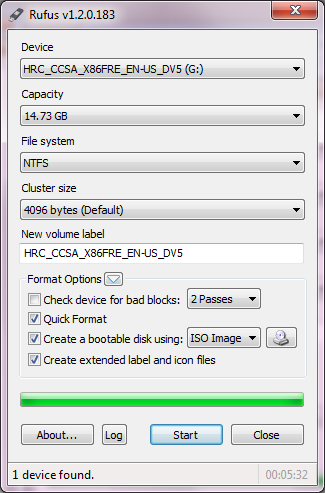 Rufus v1.2.0.183
Device
HRC_CCSA_X86FRE_EN-US_DV5 (G:)
Capacity
14.73 GB
File system
NTFS
Cluster size
4096 bytes (Default)
New volume label
HRC_CCSA_X86FRE_EN-US_DV5
Format Options
Check device for bad blocks: 2 Passes
Quick Format
Create a bootable disk using: ISO Image
Create extended label and icon files
About... Log Start Close
1 device found. 00:05:32